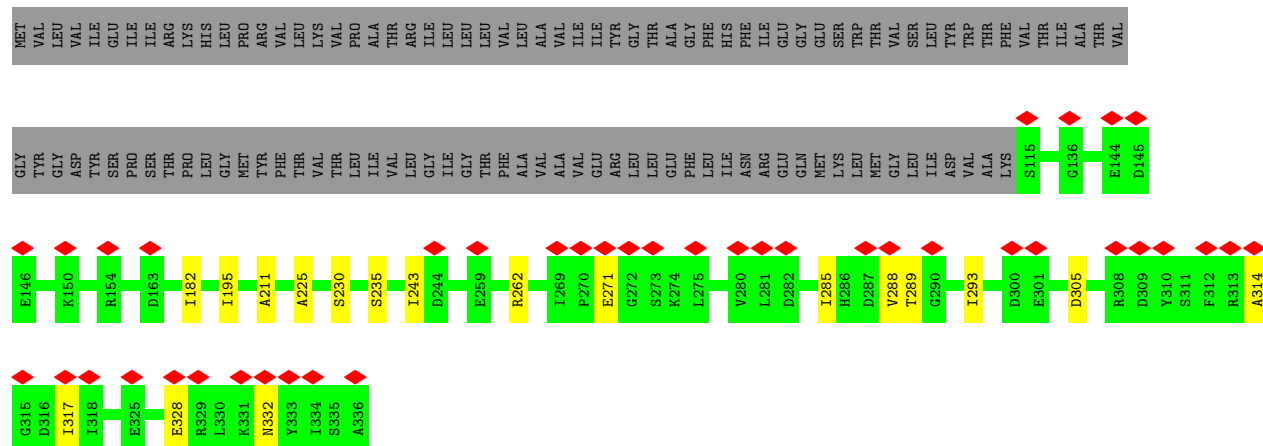 MET VAL LEU VAL ILE GLU ILE ILE ARG LYS HIS LEU PRO ARG VAL LEU LYS VAL PRO ALA THR ARG ILE LEU LEU LEU VAL LEU ALA VAL ILE ILE TYR GLY THR ALA GLY PHE HIS PHE ILE GLU GLY GLU SER TRP THR VAL SER LEU TYR TRP THR PHE VAL THR ILE ALA THR VAL
GLY TYR GLY ASP TYR SER PRO SER THR PRO LEU GLY MET TYR PHE THR VAL THR LEU ILE VAL LEU GLY ILE GLY THR PHE ALA VAL ALA VAL GLU ARG LEU LEU GLU PHE LEU ILE ASN ARG GLU GLN MET LYS LEU MET GLY LEU ILE ASP VAL ALA LYS S115 G136 E144 D145
E146 K150 R154 D163 I182 I195 A211 A225 S230 S235 I243 D244 E259 R262 I269 P270 E271 G272 S273 K274 L275 V280 L281 D282 I285 H286 D287 V288 T289 G290 I293 D300 E301 D305 R308 D309 Y310 S311 F312 R313 A314
G315 D316 I317 I318 E325 E328 R329 L330 K331 N332 Y333 I334 S335 A336